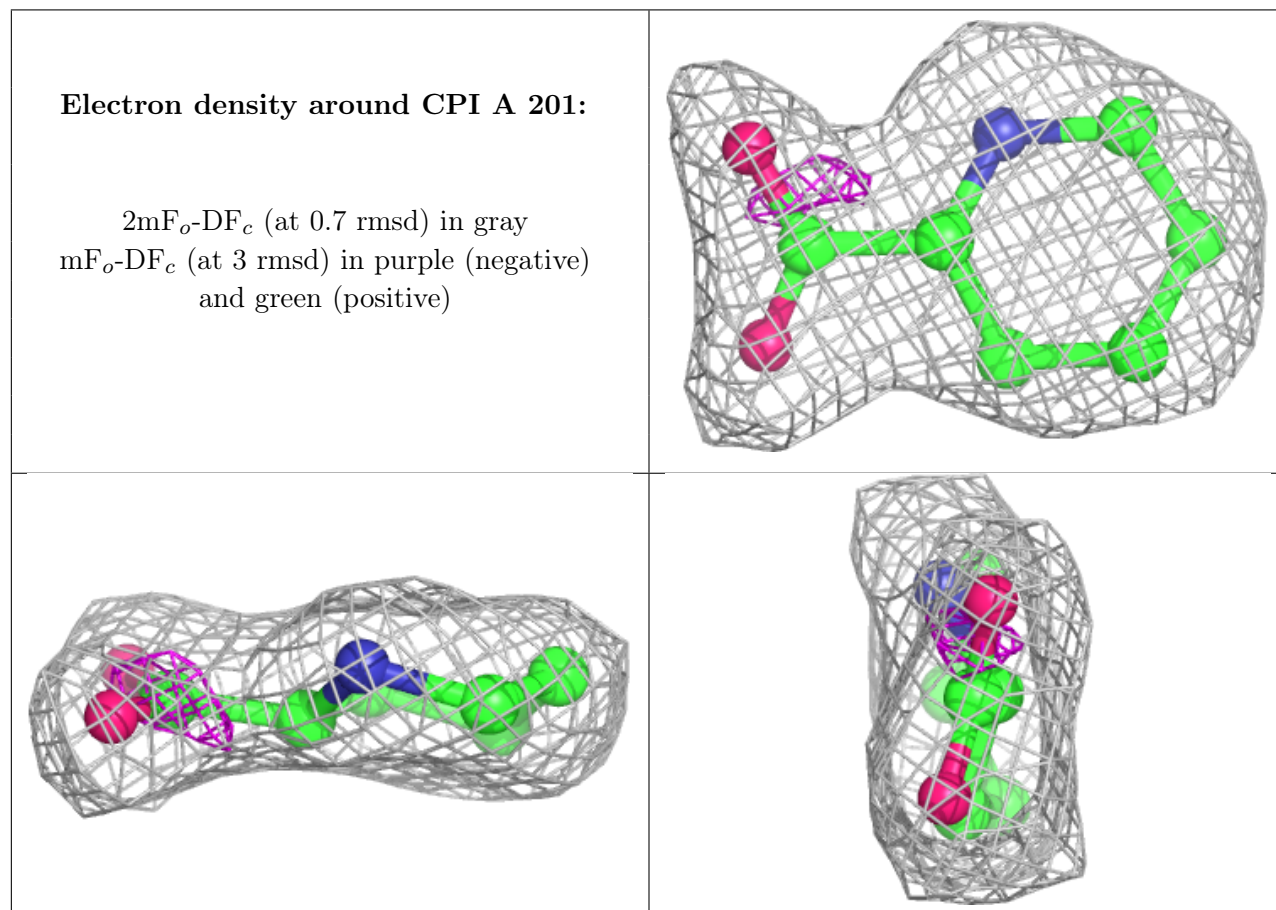 Electron density around CPI A 201:
2mFₒ-DF𝑐 (at 0.7 rmsd) in gray
mFₒ-DF𝑐 (at 3 rmsd) in purple (negative)
and green (positive)